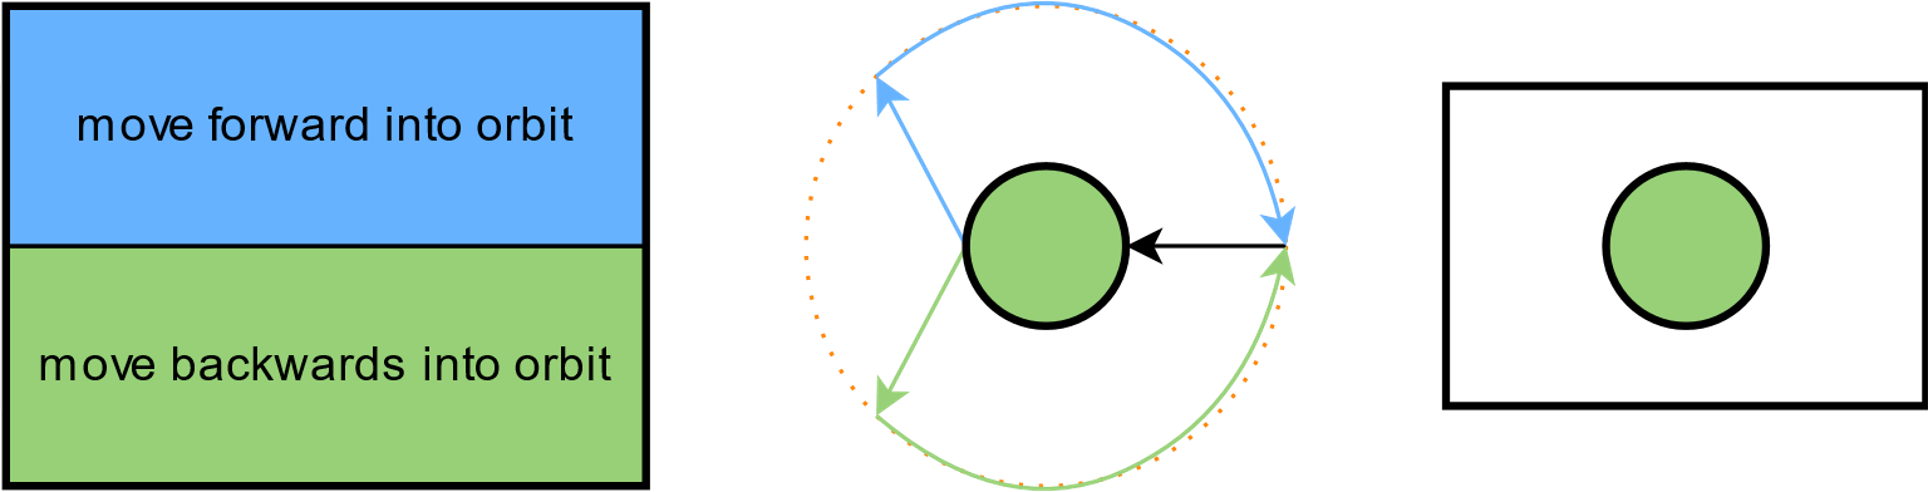 move forward into orbit
move backwards into orbit